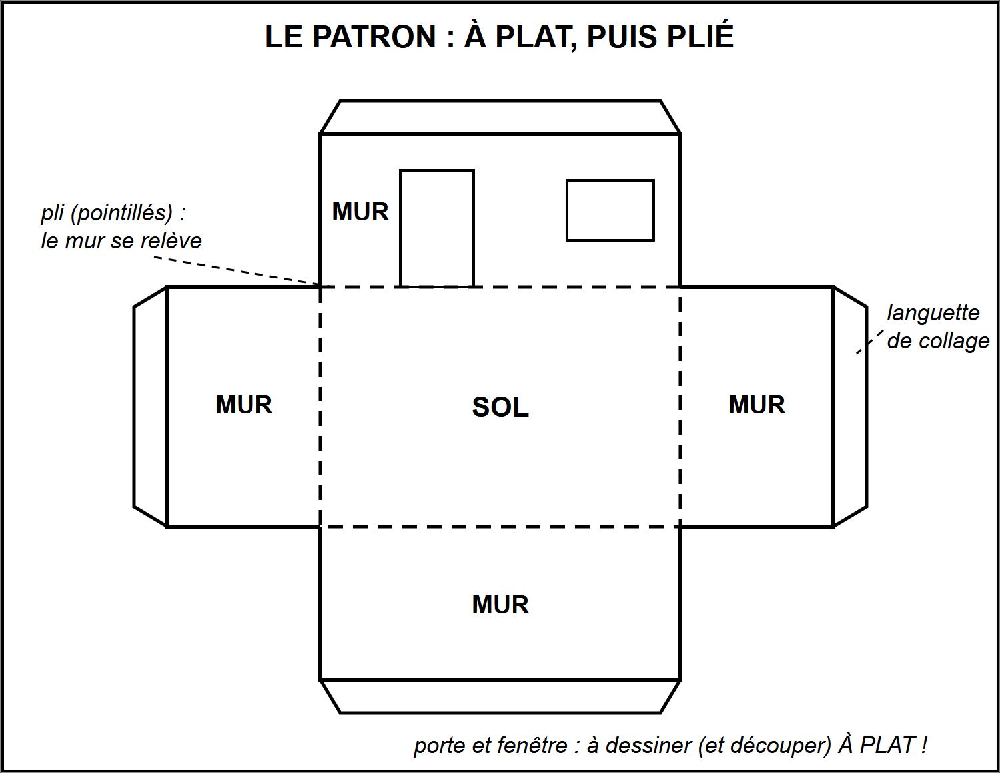 LE PATRON : À PLAT, PUIS PLIÉ
MUR
pli (pointillés) :
le mur se relève
languette
de collage
MUR
SOL
MUR
MUR
porte et fenêtre : à dessiner (et découper) À PLAT !